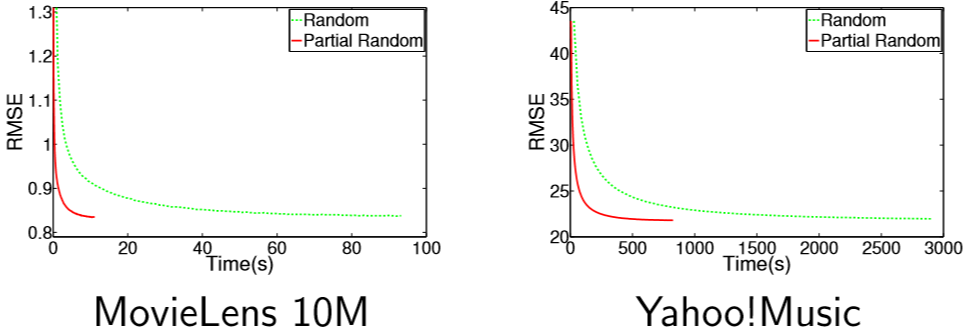 1.3
1.2
1.1
1
0.9
0.8
RMSE
Random
Partial Random
0 20 40 60 80 100
Time(s)
MovieLens 10M
45
40
35
30
25
20
RMSE
Random
Partial Random
0 500 1000 1500 2000 2500 3000
Time(s)
Yahoo!Music